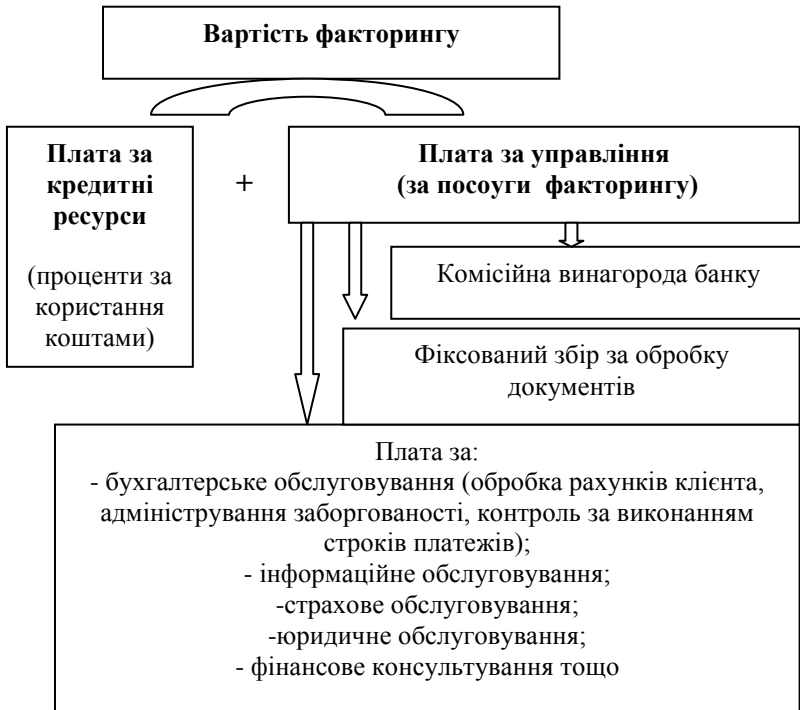 Вартість факторингу
Плата за
кредитні
ресурси
(проценти за
користання
коштами)
+
Плата за управління
(за посоуги факторингу)
Комісійна винагорода банку
Фіксований збір за обробку
документів
Плата за:
- бухгалтерське обслуговування (обробка рахунків клієнта,
адміністрування заборгованості, контроль за виконанням
строків платежів);
- інформаційне обслуговування;
-страхове обслуговування;
-юридичне обслуговування;
- фінансове консультування тощо